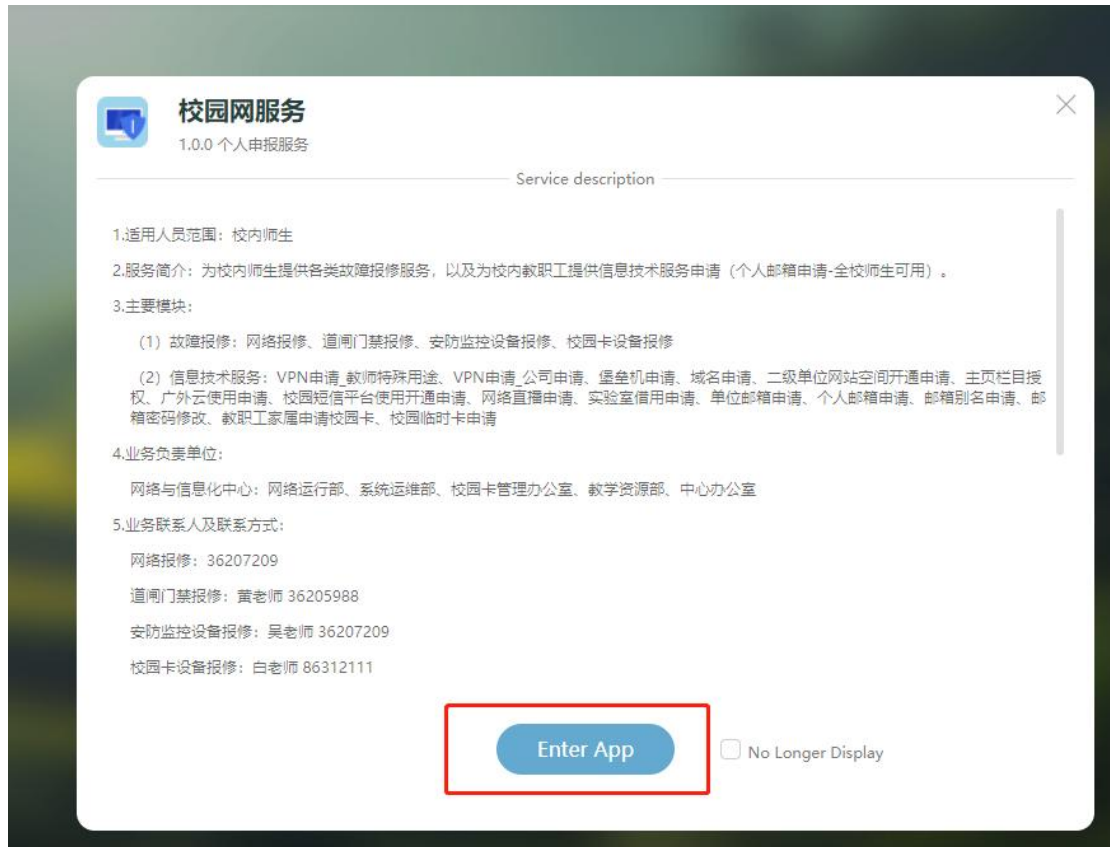 校园网服务
1.0.0 个人申报服务
Service description
1.适用人员范围：校内师生
2.服务简介：为校内师生提供各类故障报修服务，以及为校内教职工提供信息技术服务申请（个人邮箱申请-全校师生可用）。
3.主要模块：
（1）故障报修：网络报修、道闸门禁报修、安防监控设备报修、校园卡设备报修
（2）信息技术服务：VPN申请_教师特殊用途、VPN申请_公司申请、堡垒机申请、域名申请、二级单位网站空间开通申请、主页栏目授
权、广外云使用申请、校园短信平台使用开通申请、网络直播申请、实验室借用申请、单位邮箱申请、个人邮箱申请、邮箱别名申请、邮
箱密码修改、教职工家属申请校园卡、校园临时卡申请
4.业务负责单位：
网络与信息化中心：网络运行部、系统运维部、校园卡管理办公室、教学资源部、中心办公室
5.业务联系人及联系方式：
网络报修：36207209
道闸门禁报修：黄老师 36205988
安防监控设备报修：吴老师 36207209
校园卡设备报修：白老师 86312111
Enter App
No Longer Display